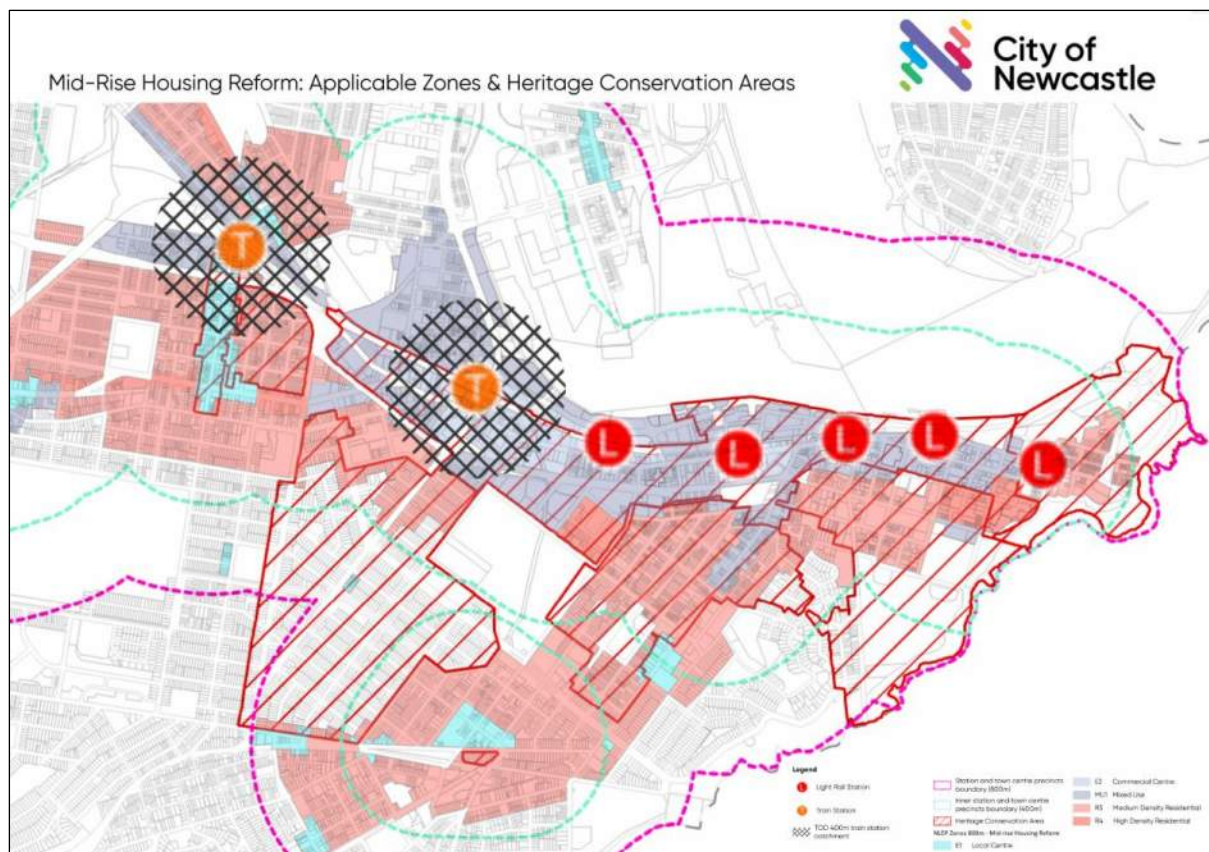 City of
Newcastle
Mid-Rise Housing Reform: Applicable Zones & Heritage Conservation Areas
T
T
L
L
L
L
L
Legend
L Light Rail Station
T Train Station
TOD 400m train station
catchment
Station and town centre precincts
boundary (800m)
Inner station and town centre
precincts boundary (400m)
Heritage Conservation Area
NLEP Zones 800m - Mid rise Housing Reform
E1 Local Centre
E2 Commercial Centre
MU1 Mixed Use
R3 Medium Density Residential
R4 High Density Residential